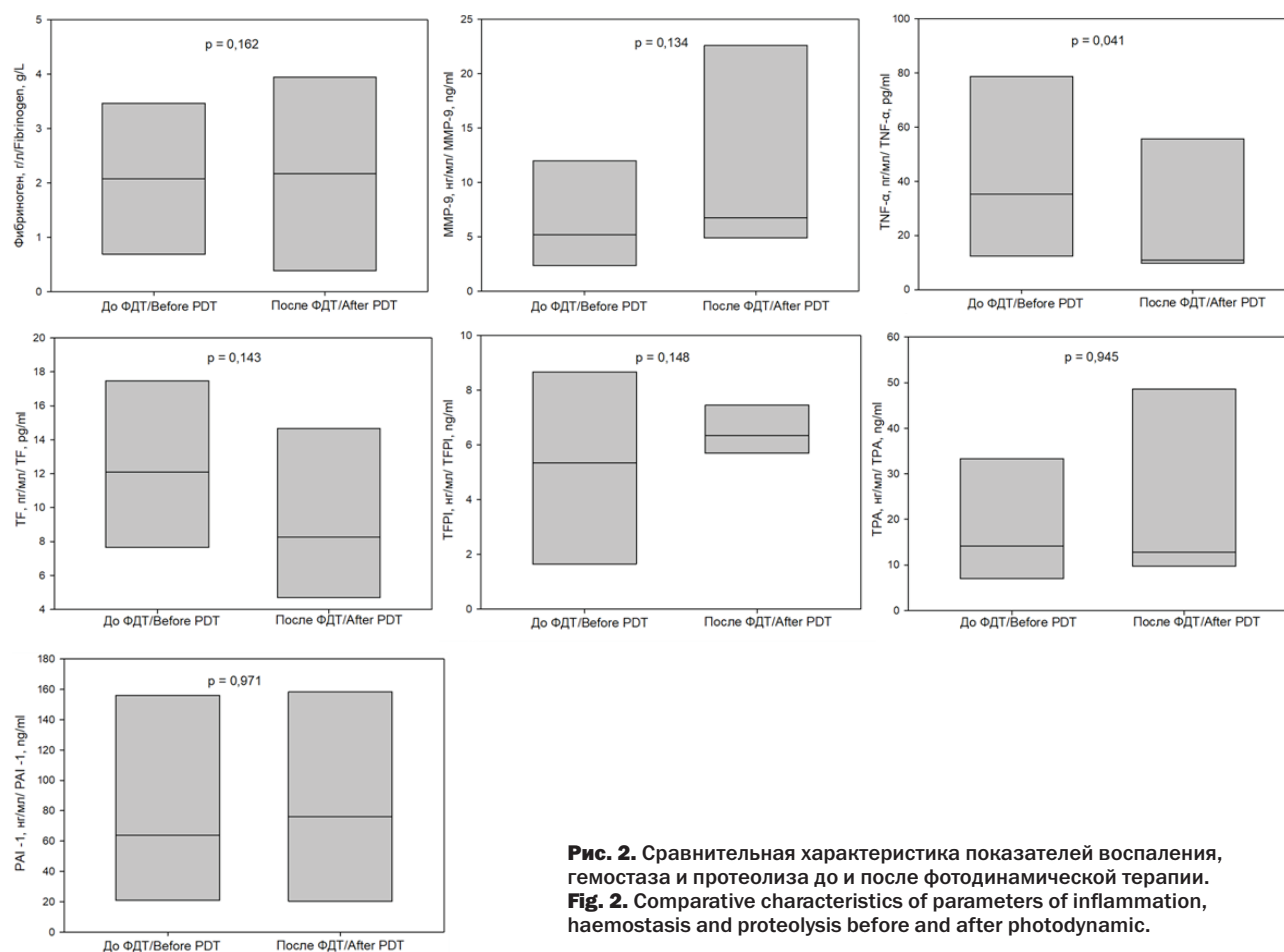 Фибриноген, г/л/Fibrinogen, g/L
5
4
3
2
1
0
p = 0,162
До ФДТ/Before PDT
После ФДТ/After PDT
MMP-9, нг/мл/ MMP-9, ng/ml
25
20
15
10
5
0
p = 0,134
До ФДТ/Before PDT
После ФДТ/After PDT
TNF-α, пг/мл/ TNF-α, pg/ml
100
80
60
40
20
0
p = 0,041
До ФДТ/Before PDT
После ФДТ/After PDT
TF, пг/мл/ TF, pg/ml
20
18
16
14
12
10
8
6
4
p = 0,143
До ФДТ/Before PDT
После ФДТ/After PDT
TFPI, нг/мл/ TFPI, ng/ml
10
8
6
4
2
0
p = 0,148
До ФДТ/Before PDT
После ФДТ/After PDT
TPA, нг/мл/ TPA, ng/ml
60
50
40
30
20
10
0
p = 0,945
До ФДТ/Before PDT
После ФДТ/After PDT
PAI -1, нг/мл/ PAI -1, ng/ml
180
160
140
120
100
80
60
40
20
0
p = 0,971
До ФДТ/Before PDT
После ФДТ/After PDT
Рис. 2. Сравнительная характеристика показателей воспаления,
гемостаза и протеолиза до и после фотодинамической терапии.
Fig. 2. Comparative characteristics of parameters of inflammation,
haemostasis and proteolysis before and after photodynamic.